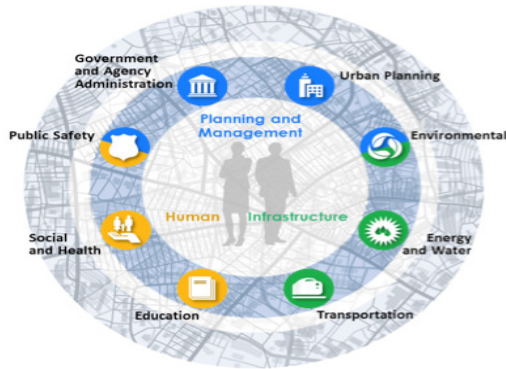 Government
and Agency
Administration
Urban Planning
Planning and
Management
Public Safety
Environmental
Human
Infrastructure
Social
and Health
Energy
and Water
Education
Transportation